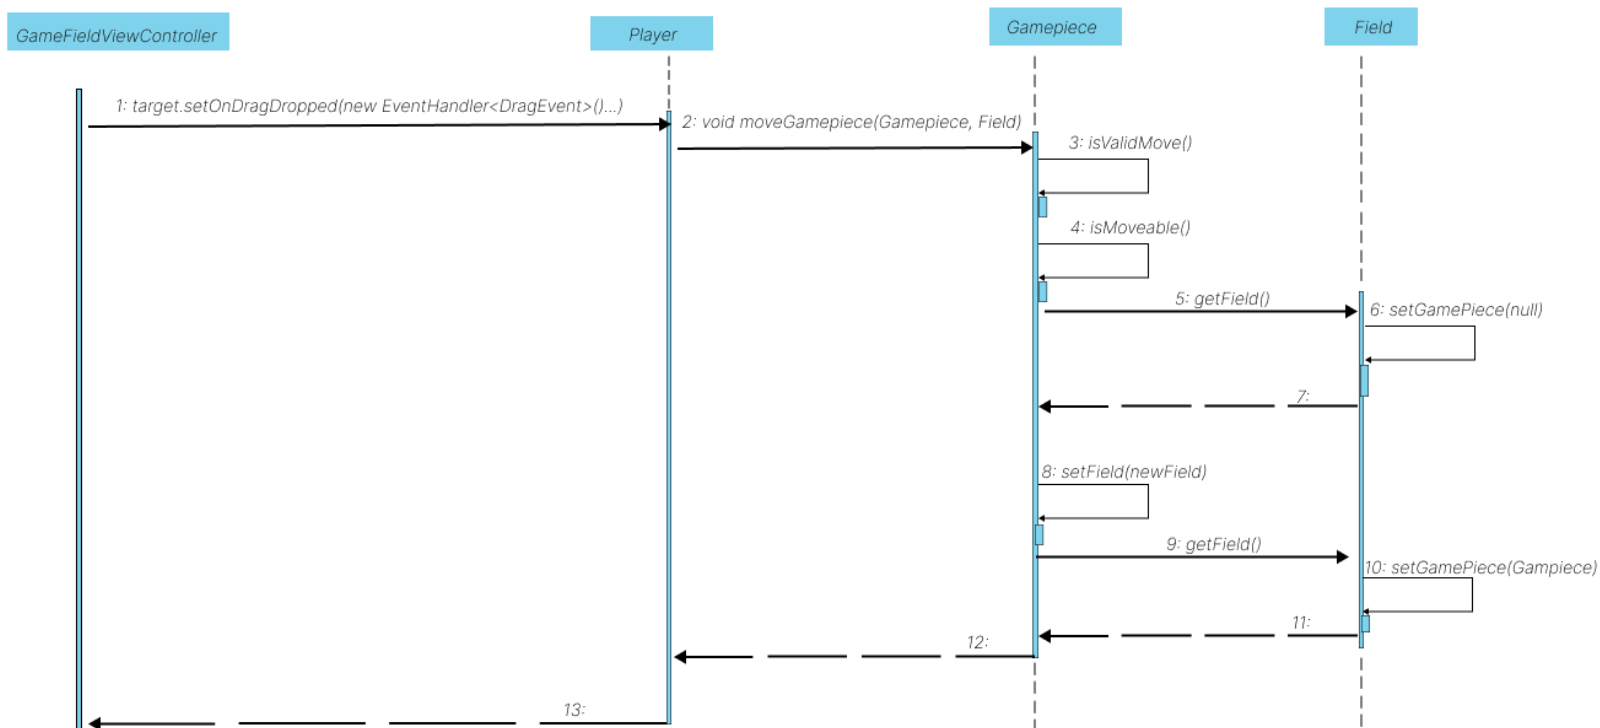 GameFieldViewController
Player
Gamepiece
Field
1: target.setOnDragDropped(new EventHandler<DragEvent>()...)
2: void moveGamepiece(Gamepiece, Field)
3: isValidMove()
4: isMoveable()
5: getField()
6: setGamePiece(null)
7:
8: setField(newField)
9: getField()
10: setGamePiece(Gampiece)
11:
12:
13: